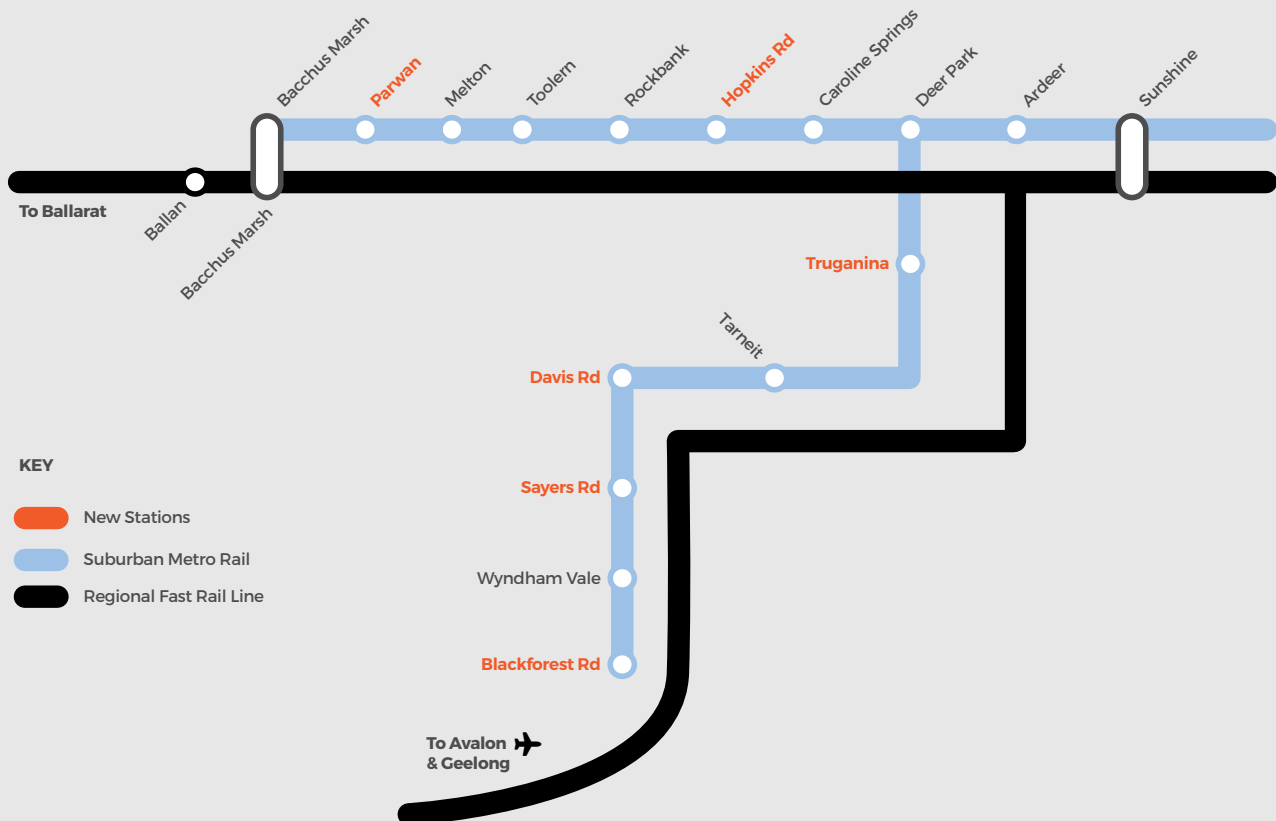 Bacchus Marsh
Parwan
Melton
Toolern
Rockbank
Hopkins Rd
Caroline Springs
Deer Park
Ardeer
Sunshine
To Ballarat
Ballan
Bacchus Marsh
Truganina
Tarneit
Davis Rd
Sayers Rd
Wyndham Vale
Blackforest Rd
KEY
New Stations
Suburban Metro Rail
Regional Fast Rail Line
To Avalon
& Geelong